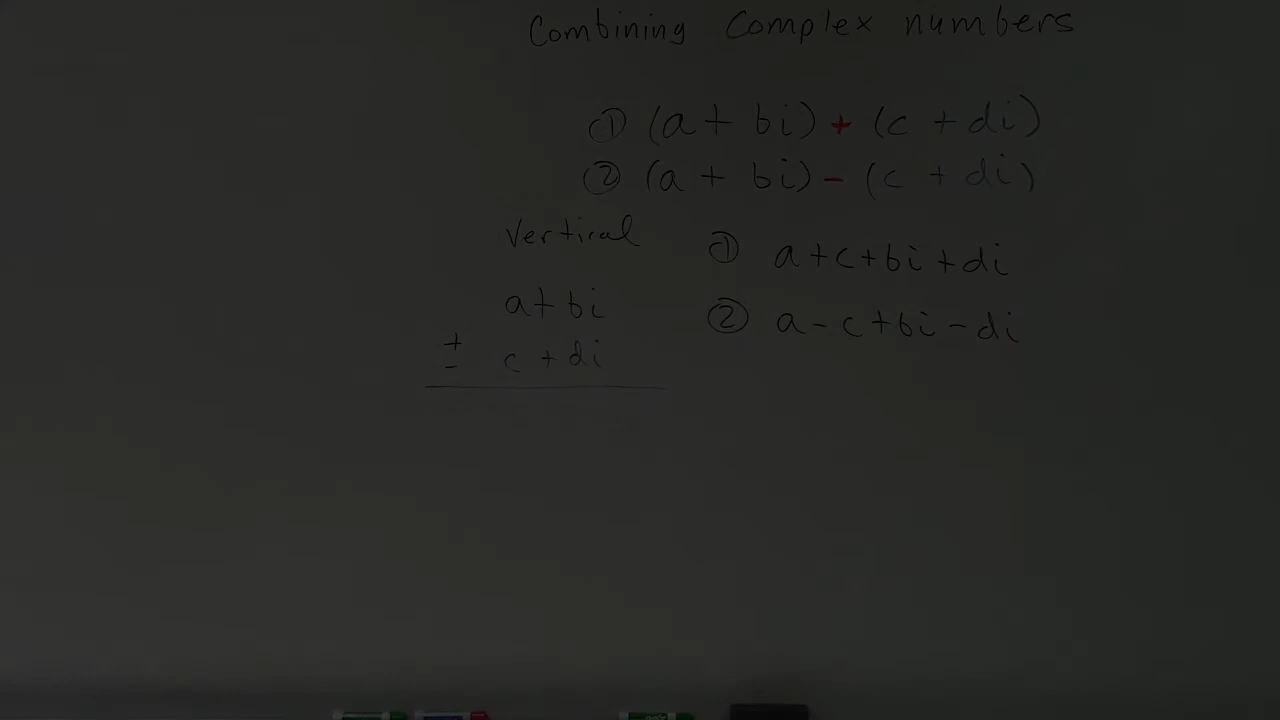 Combining Complex numbers
① (a + bi) + (c + di)
② (a + bi) - (c + di)
Vertical
a+bi
± c + di
① a+c+bi+di
② a-c+bi-di